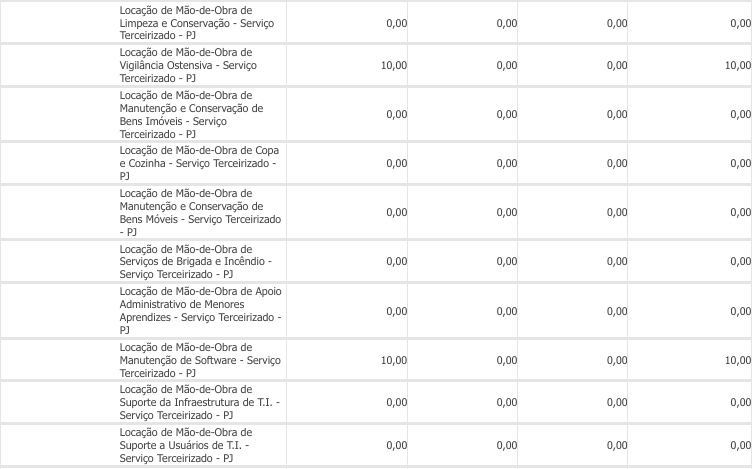 Locação de Mão-de-Obra de
Limpeza e Conservação - Serviço
Terceirizado - PJ
0,00 0,00 0,00 0,00
Locação de Mão-de-Obra de
Vigilância Ostensiva - Serviço
Terceirizado - PJ
10,00 0,00 0,00 10,00
Locação de Mão-de-Obra de
Manutenção e Conservação de
Bens Imóveis - Serviço
Terceirizado - PJ
0,00 0,00 0,00 0,00
Locação de Mão-de-Obra de Copa
e Cozinha - Serviço Terceirizado -
PJ
0,00 0,00 0,00 0,00
Locação de Mão-de-Obra de
Manutenção e Conservação de
Bens Móveis - Serviço Terceirizado
- PJ
0,00 0,00 0,00 0,00
Locação de Mão-de-Obra de
Serviços de Brigada e Incêndio -
Serviço Terceirizado - PJ
0,00 0,00 0,00 0,00
Locação de Mão-de-Obra de Apoio
Administrativo de Menores
Aprendizes - Serviço Terceirizado -
PJ
0,00 0,00 0,00 0,00
Locação de Mão-de-Obra de
Manutenção de Software - Serviço
Terceirizado - PJ
10,00 0,00 0,00 10,00
Locação de Mão-de-Obra de
Suporte da Infraestrutura de T.I. -
Serviço Terceirizado - PJ
0,00 0,00 0,00 0,00
Locação de Mão-de-Obra de
Suporte a Usuários de T.I. -
Serviço Terceirizado - PJ
0,00 0,00 0,00 0,00